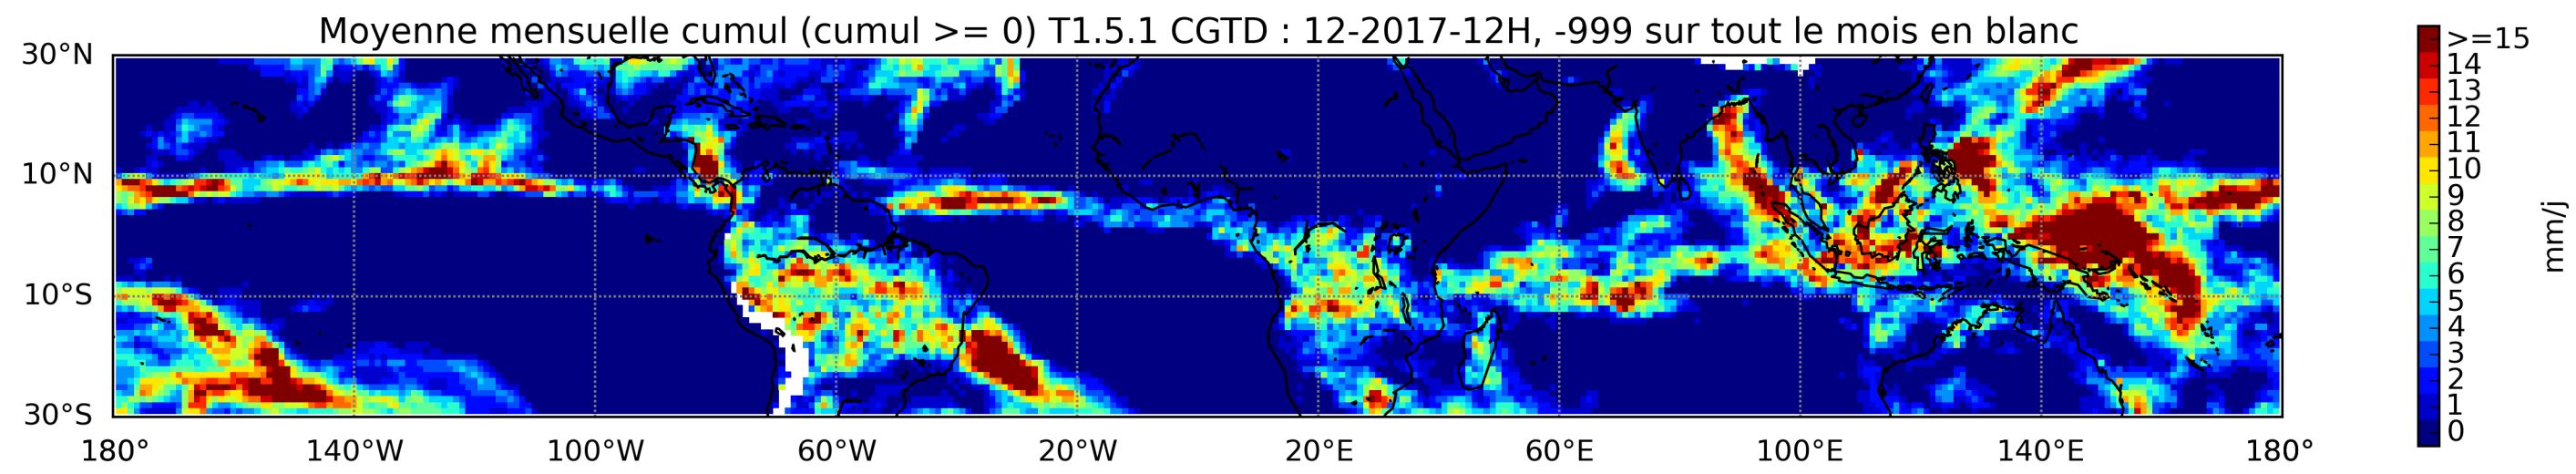 Moyenne mensuelle cumul (cumul >= 0) T1.5.1 CGTD : 12-2017-12H, -999 sur tout le mois en blanc
30°N
10°N
10°S
30°S
180° 140°W 100°W 60°W 20°W 20°E 60°E 100°E 140°E 180°
>=15
14
13
12
11
10
9
8
7
6
5
4
3
2
1
0
mm/j